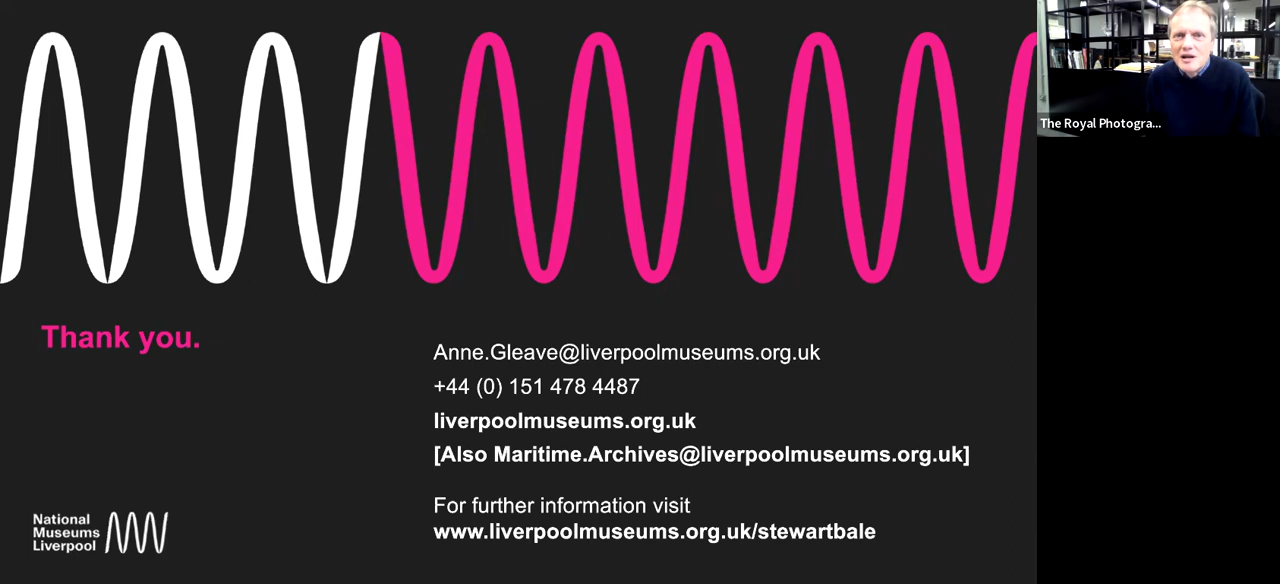 The Royal Photogra...
Thank you.
Anne.Gleave@liverpoolmuseums.org.uk
+44 (0) 151 478 4487
liverpoolmuseums.org.uk
[Also Maritime.Archives@liverpoolmuseums.org.uk]
For further information visit
www.liverpoolmuseums.org.uk/stewartbale
National
Museums
Liverpool